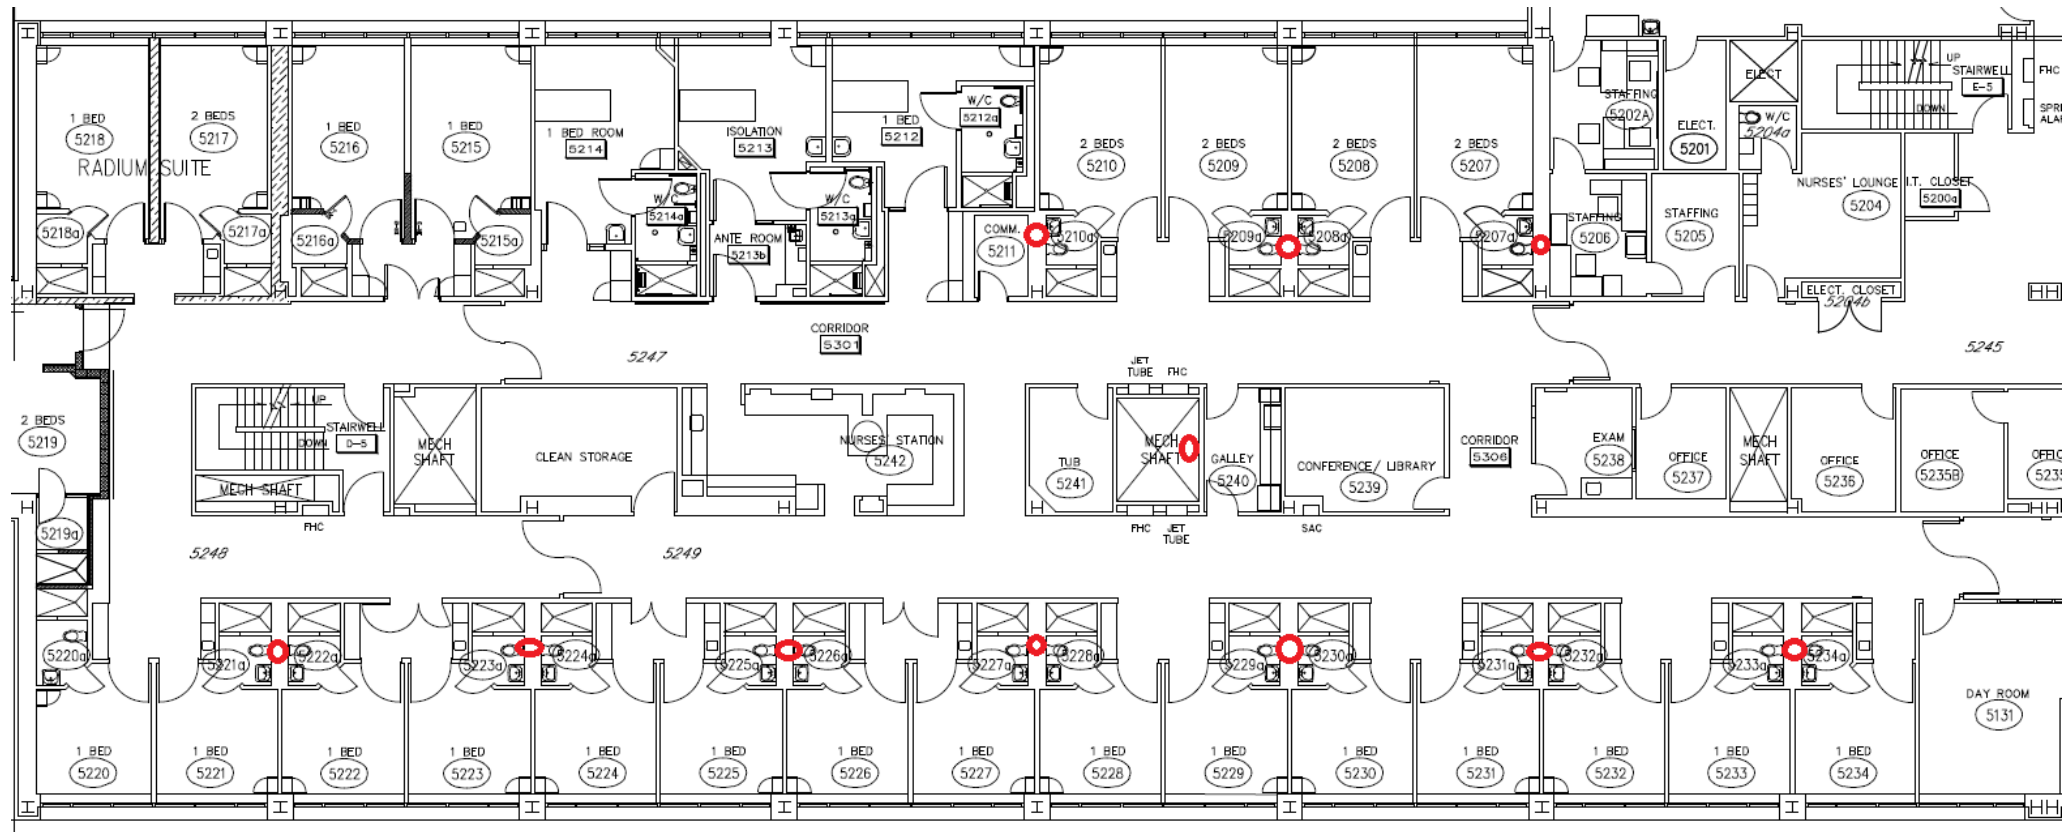 1 BED
5218
RADIUM SUITE
2 BEDS
5217
1 BED
5216
1 BED
5215
1 BED ROOM
5214
ISOLATION
5213
1 BED
5212
W/C
5212a
2 BEDS
5210
2 BEDS
5209
2 BEDS
5208
2 BEDS
5207
STAFFING
5202A
ELECT.
5201
ELECT
W/C
5204a
UP
STAIRWELL
E-5
DOWN
FHC
NURSES' LOUNGE
5204
I.T. CLOSET
5200a
5218a
5217a
5216a
5215a
W/C
5214a
ANTE ROOM
5213b
W/C
5213a
COMM.
5211
5210a
5209a
5208a
5207a
STAFFING
5206
STAFFING
5205
ELECT. CLOSET
5204b
CORRIDOR
5301
5247
5245
JET
TUBE
FHC
2 BEDS
5219
UP
STAIRWELL
D-5
DOWN
MECH SHAFT
FHC
MECH
SHAFT
CLEAN STORAGE
NURSES' STATION
5242
TUB
5241
MECH
SHAFT
GALLEY
5240
CONFERENCE/ LIBRARY
5239
CORRIDOR
5306
EXAM
5238
OFFICE
5237
MECH
SHAFT
OFFICE
5236
OFFICE
5235B
FHC
JET
TUBE
SAC
5219a
5248
5249
5220a
5221a
5222a
5223a
5224a
5225a
5226a
5227a
5228a
5229a
5230a
5231a
5232a
5233a
5234a
DAY ROOM
5131
1 BED
5220
1 BED
5221
1 BED
5222
1 BED
5223
1 BED
5224
1 BED
5225
1 BED
5226
1 BED
5227
1 BED
5228
1 BED
5229
1 BED
5230
1 BED
5231
1 BED
5232
1 BED
5233
1 BED
5234